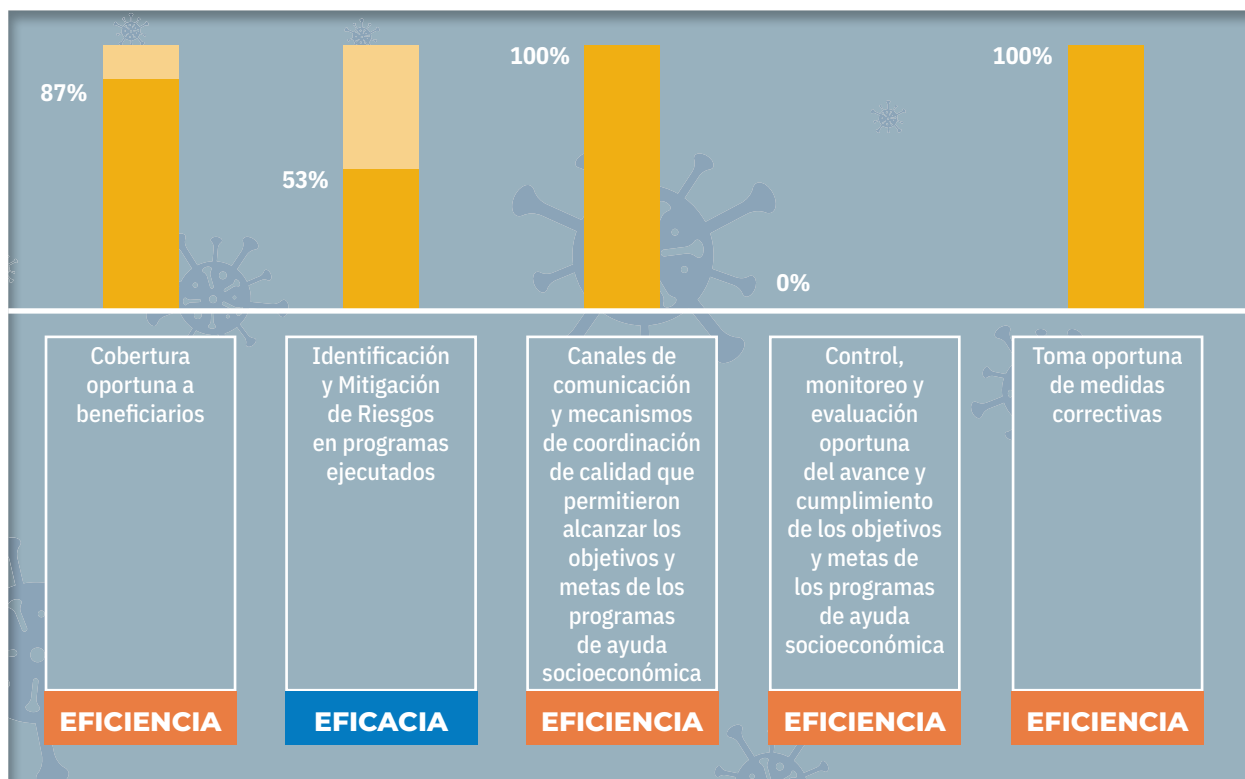 87%
53%
100%
0%
100%
Cobertura
oportuna a
beneficiarios
EFICIENCIA
Identificación
y Mitigación
de Riesgos
en programas
ejecutados
EFICACIA
Canales de
comunicación
y mecanismos
de coordinación
de calidad que
permitieron
alcanzar los
objetivos y
metas de los
programas
de ayuda
socioeconómica
EFICIENCIA
Control,
monitoreo y
evaluación
oportuna
del avance y
cumplimiento
de los objetivos
y metas de
los programas
de ayuda
socioeconómica
EFICIENCIA
Toma oportuna
de medidas
correctivas
EFICIENCIA